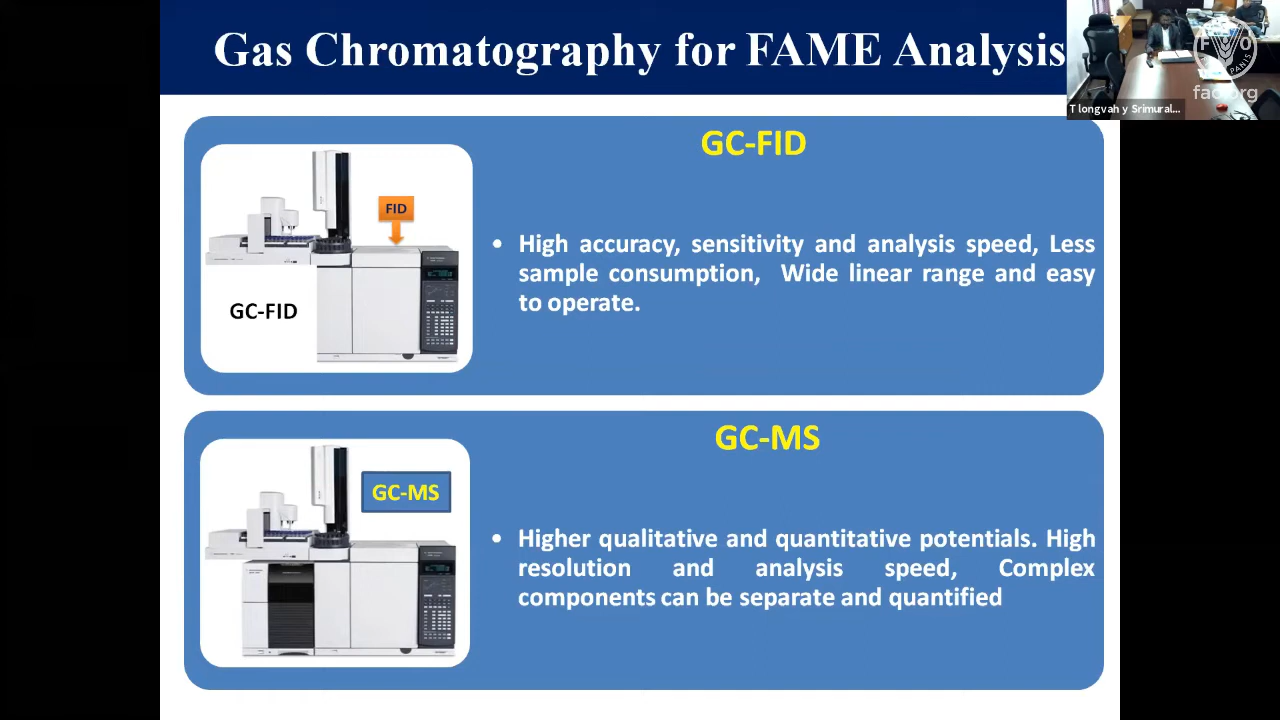 Gas Chromatography for FAME Analysis
FAO
PANIS
fao.org
T longvah y Srimural...
GC-FID
FID
GC-FID
• High accuracy, sensitivity and analysis speed, Less
sample consumption, Wide linear range and easy
to operate.
GC-MS
GC-MS
• Higher qualitative and quantitative potentials. High
resolution and analysis speed, Complex
components can be separate and quantified